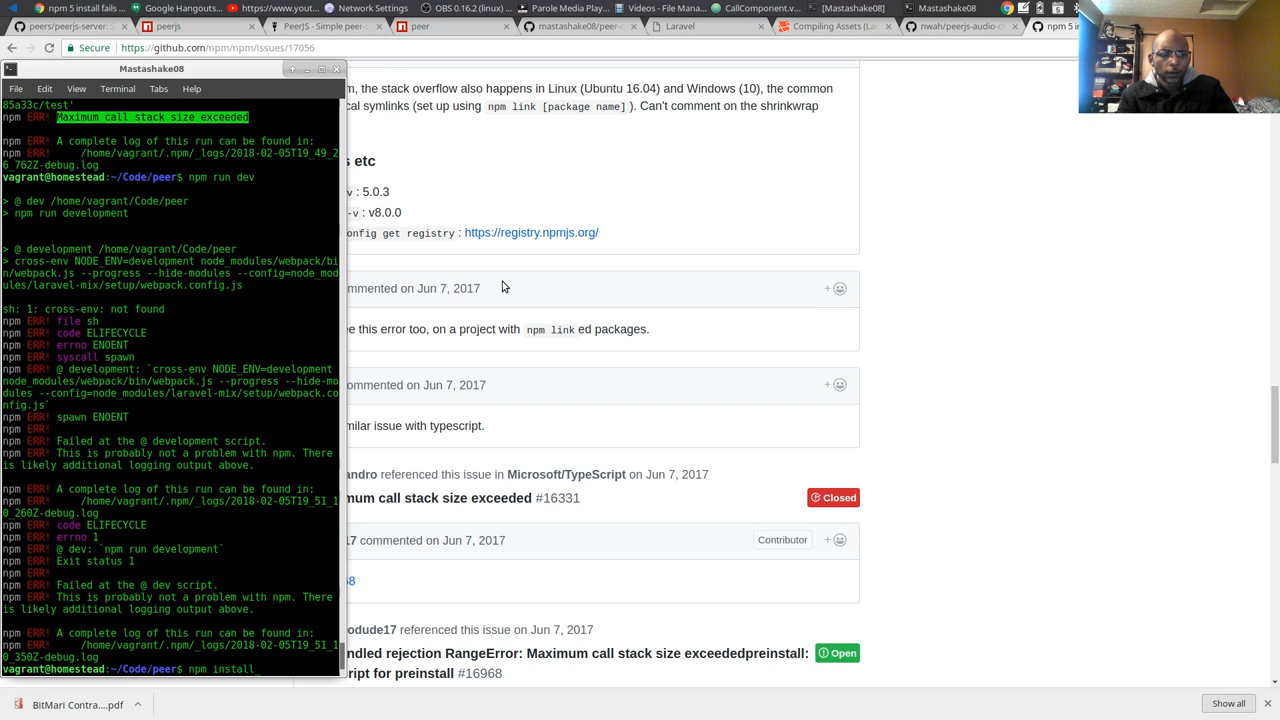 npm 5 install fails
Google Hangouts
https://www.yout
Network Settings
OBS 0.16.2 (linux)
Parole Media Play
Videos - File Mana
CallComponent.vu
[Mastashake08]
Mastashake08
peers/peerjs-server:
peerjs
PeerJS - Simple peer
peer
mastashake08/peer
Laravel
Compiling Assets (Lara
nwah/peerjs-audio-c
npm 5 in
Secure
https://github.com/npm/npm/issues/17056
Mastashake08
File Edit View Terminal Tabs Help
85a33c/test'
npm ERR! Maximum call stack size exceeded
npm ERR! A complete log of this run can be found in:
npm ERR!     /home/vagrant/.npm/_logs/2018-02-05T19_49_2
6_762Z-debug.log
vagrant@homestead:~/Code/peer$ npm run dev
> @ dev /home/vagrant/Code/peer
> npm run development
> @ development /home/vagrant/Code/peer
> cross-env NODE_ENV=development node_modules/webpack/bi
n/webpack.js --progress --hide-modules --config=node_mod
ules/laravel-mix/setup/webpack.config.js
sh: 1: cross-env: not found
npm ERR! file sh
npm ERR! code ELIFECYCLE
npm ERR! errno ENOENT
npm ERR! syscall spawn
npm ERR! @ development: `cross-env NODE_ENV=development
node_modules/webpack/bin/webpack.js --progress --hide-mo
dules --config=node_modules/laravel-mix/setup/webpack.co
nfig.js`
npm ERR! spawn ENOENT
npm ERR!
npm ERR! Failed at the @ development script.
npm ERR! This is probably not a problem with npm. There
is likely additional logging output above.
npm ERR! A complete log of this run can be found in:
npm ERR!     /home/vagrant/.npm/_logs/2018-02-05T19_51_1
0_260Z-debug.log
npm ERR! code ELIFECYCLE
npm ERR! errno 1
npm ERR! @ dev: `npm run development`
npm ERR! Exit status 1
npm ERR!
npm ERR! Failed at the @ dev script.
npm ERR! This is probably not a problem with npm. There
is likely additional logging output above.
npm ERR! A complete log of this run can be found in:
npm ERR!     /home/vagrant/.npm/_logs/2018-02-05T19_51_1
0_350Z-debug.log
vagrant@homestead:~/Code/peer$ npm install_
m, the stack overflow also happens in Linux (Ubuntu 16.04) and Windows (10), the common
cal symlinks (set up using npm link [package name] ). Can't comment on the shrinkwrap
s etc
v : 5.0.3
-v : v8.0.0
onfig get registry : https://registry.npmjs.org/
mmented on Jun 7, 2017
ee this error too, on a project with npm link ed packages.
ommented on Jun 7, 2017
milar issue with typescript.
andro referenced this issue in Microsoft/TypeScript on Jun 7, 2017
mum call stack size exceeded #16331
Closed
17 commented on Jun 7, 2017
Contributor
68
odude17 referenced this issue on Jun 7, 2017
ndled rejection RangeError: Maximum call stack size exceededpreinstall:
Open
ript for preinstall #16968
BitMari Contra....pdf
Show all